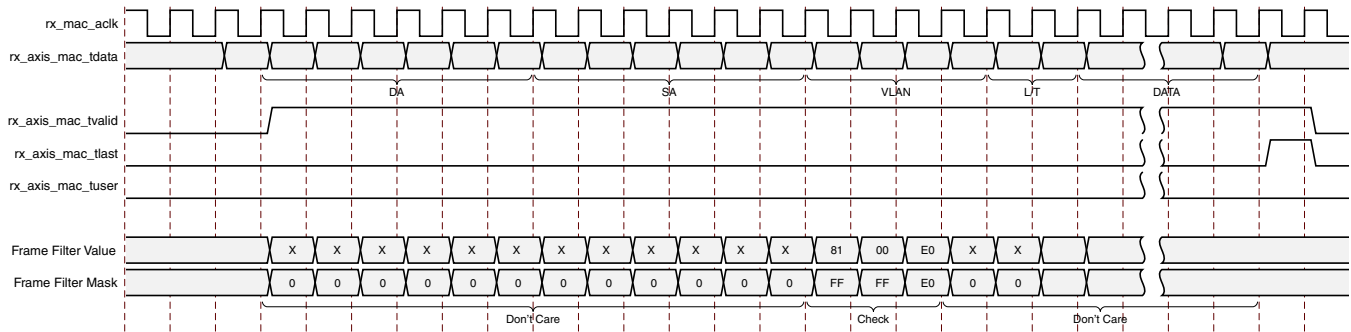 rx_mac_aclk
rx_axis_mac_tdata
DA SA VLAN L/T DATA
rx_axis_mac_tvalid
rx_axis_mac_tlast
rx_axis_mac_tuser
Frame Filter Value X X X X X X X X X X X X 81 00 E0 X X
Frame Filter Mask 0 0 0 0 0 0 0 0 0 0 0 0 FF FF E0 0 0
Don't Care Check Don't Care